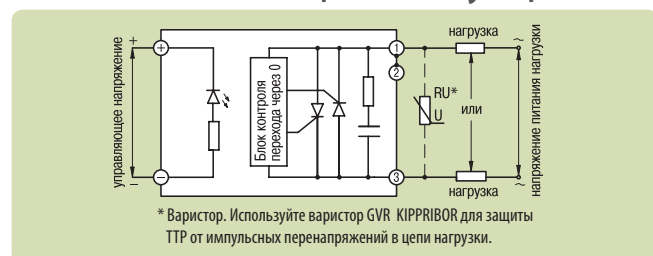 управляющее напряжение
+
+
−
−
Блок контроля
перехода через 0
1
2
3
RU*
U
нагрузка
или
нагрузка
~
~
напряжение питания нагрузки
* Варистор. Используйте варистор GVR KIPPRIBOR для защиты
ТТР от импульсных перенапряжений в цепи нагрузки.